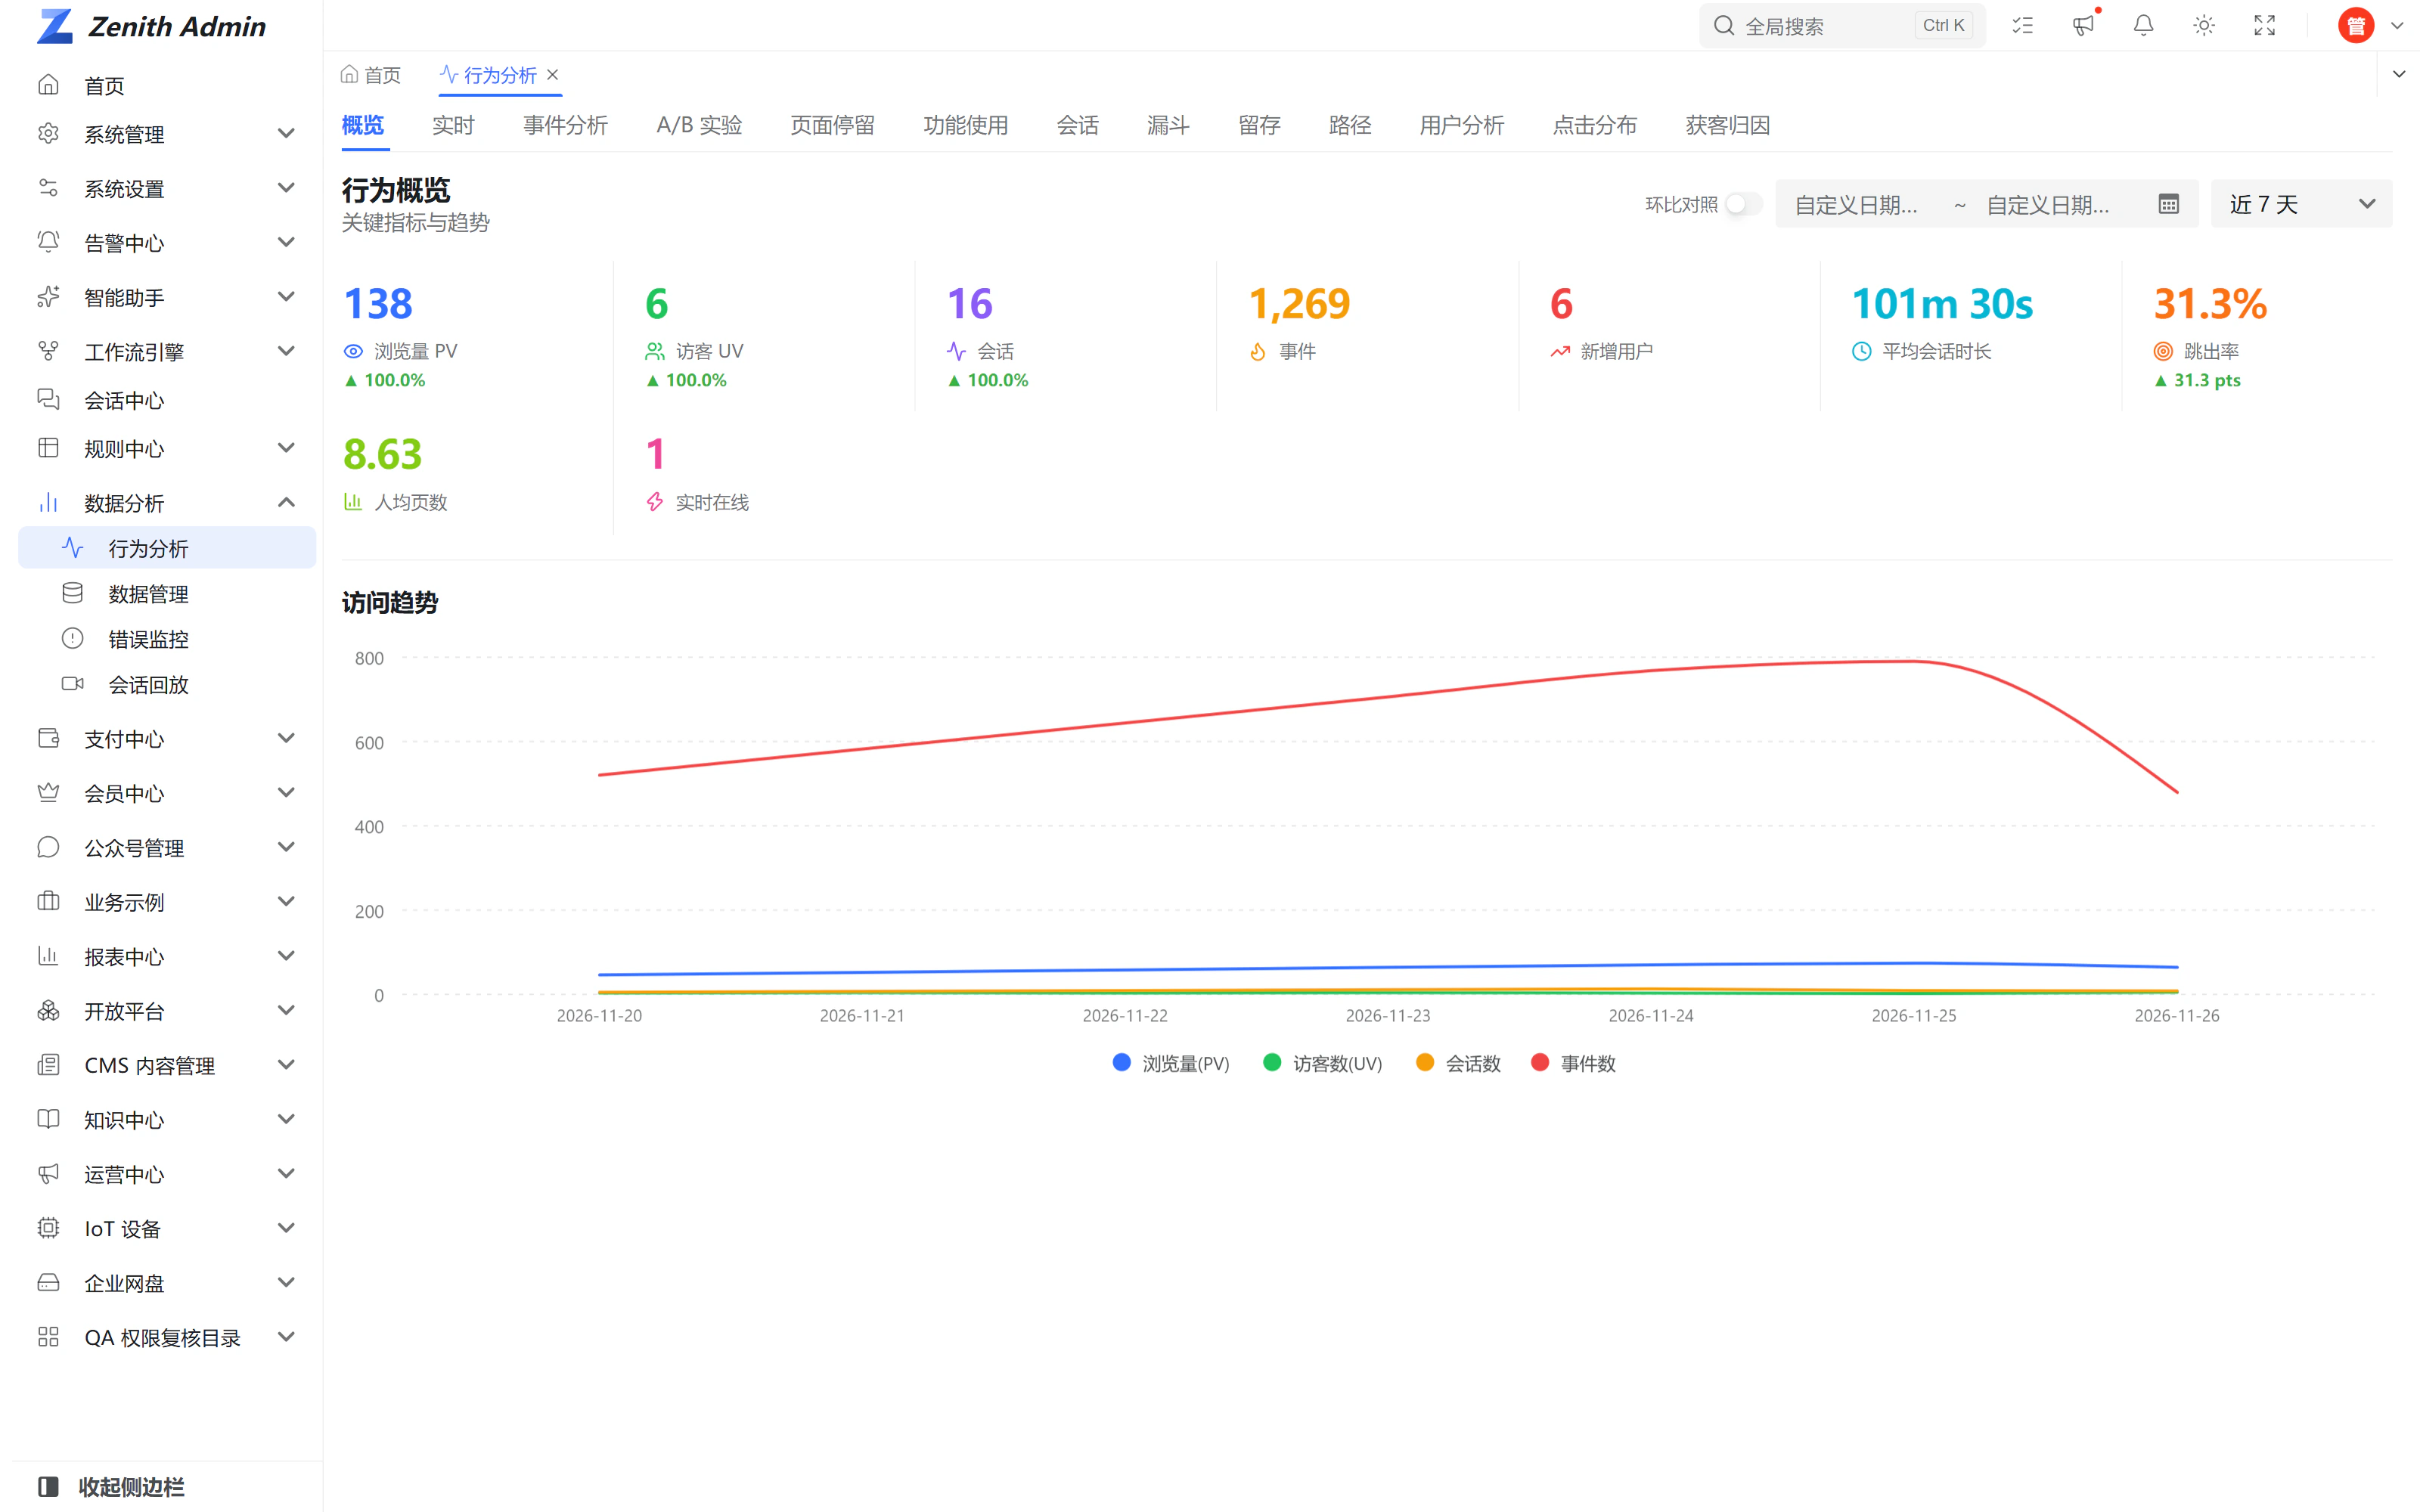 Zenith Admin
全局搜索 Ctrl K
管
首页
系统管理
系统设置
告警中心
智能助手
工作流引擎
会话中心
规则中心
数据分析
行为分析
数据管理
错误监控
会话回放
支付中心
会员中心
公众号管理
业务示例
报表中心
开放平台
CMS 内容管理
知识中心
运营中心
IoT 设备
企业网盘
QA 权限复核目录
收起侧边栏
首页 行为分析
概览 实时 事件分析 A/B 实验 页面停留 功能使用 会话 漏斗 留存 路径 用户分析 点击分布 获客归因
行为概览
关键指标与趋势
环比对照 自定义日期... ~ 自定义日期... 近 7 天
138
浏览量 PV
▲ 100.0%
6
访客 UV
▲ 100.0%
16
会话
▲ 100.0%
1,269
事件
6
新增用户
101m 30s
平均会话时长
31.3%
跳出率
▲ 31.3 pts
8.63
人均页数
1
实时在线
访问趋势
800
600
400
200
0
2026-11-20 2026-11-21 2026-11-22 2026-11-23 2026-11-24 2026-11-25 2026-11-26
浏览量(PV) 访客数(UV) 会话数 事件数